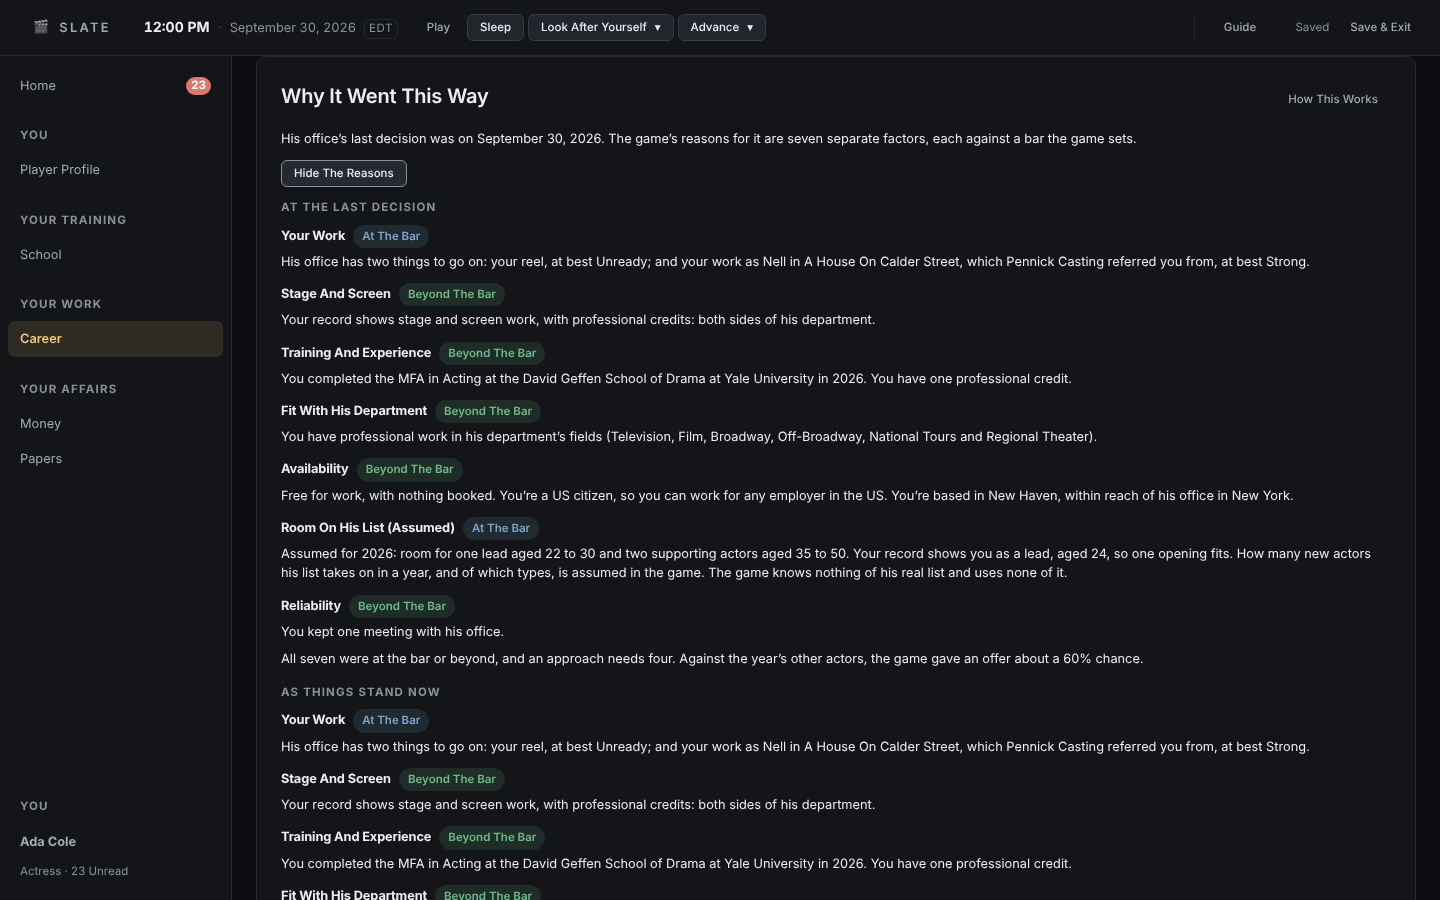 SLATE
12:00 PM · September 30, 2026 EDT
Play
Sleep
Look After Yourself ▾
Advance ▾
Guide
Saved
Save & Exit
Home
23
YOU
Player Profile
YOUR TRAINING
School
YOUR WORK
Career
YOUR AFFAIRS
Money
Papers
YOU
Ada Cole
Actress · 23 Unread
Why It Went This Way
How This Works
His office’s last decision was on September 30, 2026. The game’s reasons for it are seven separate factors, each against a bar the game sets.
Hide The Reasons
AT THE LAST DECISION
Your Work At The Bar
His office has two things to go on: your reel, at best Unready; and your work as Nell in A House On Calder Street, which Pennick Casting referred you from, at best Strong.
Stage And Screen Beyond The Bar
Your record shows stage and screen work, with professional credits: both sides of his department.
Training And Experience Beyond The Bar
You completed the MFA in Acting at the David Geffen School of Drama at Yale University in 2026. You have one professional credit.
Fit With His Department Beyond The Bar
You have professional work in his department’s fields (Television, Film, Broadway, Off-Broadway, National Tours and Regional Theater).
Availability Beyond The Bar
Free for work, with nothing booked. You’re a US citizen, so you can work for any employer in the US. You’re based in New Haven, within reach of his office in New York.
Room On His List (Assumed) At The Bar
Assumed for 2026: room for one lead aged 22 to 30 and two supporting actors aged 35 to 50. Your record shows you as a lead, aged 24, so one opening fits. How many new actors
his list takes on in a year, and of which types, is assumed in the game. The game knows nothing of his real list and uses none of it.
Reliability Beyond The Bar
You kept one meeting with his office.
All seven were at the bar or beyond, and an approach needs four. Against the year’s other actors, the game gave an offer about a 60% chance.
AS THINGS STAND NOW
Your Work At The Bar
His office has two things to go on: your reel, at best Unready; and your work as Nell in A House On Calder Street, which Pennick Casting referred you from, at best Strong.
Stage And Screen Beyond The Bar
Your record shows stage and screen work, with professional credits: both sides of his department.
Training And Experience Beyond The Bar
You completed the MFA in Acting at the David Geffen School of Drama at Yale University in 2026. You have one professional credit.
Fit With His Department Beyond The Bar